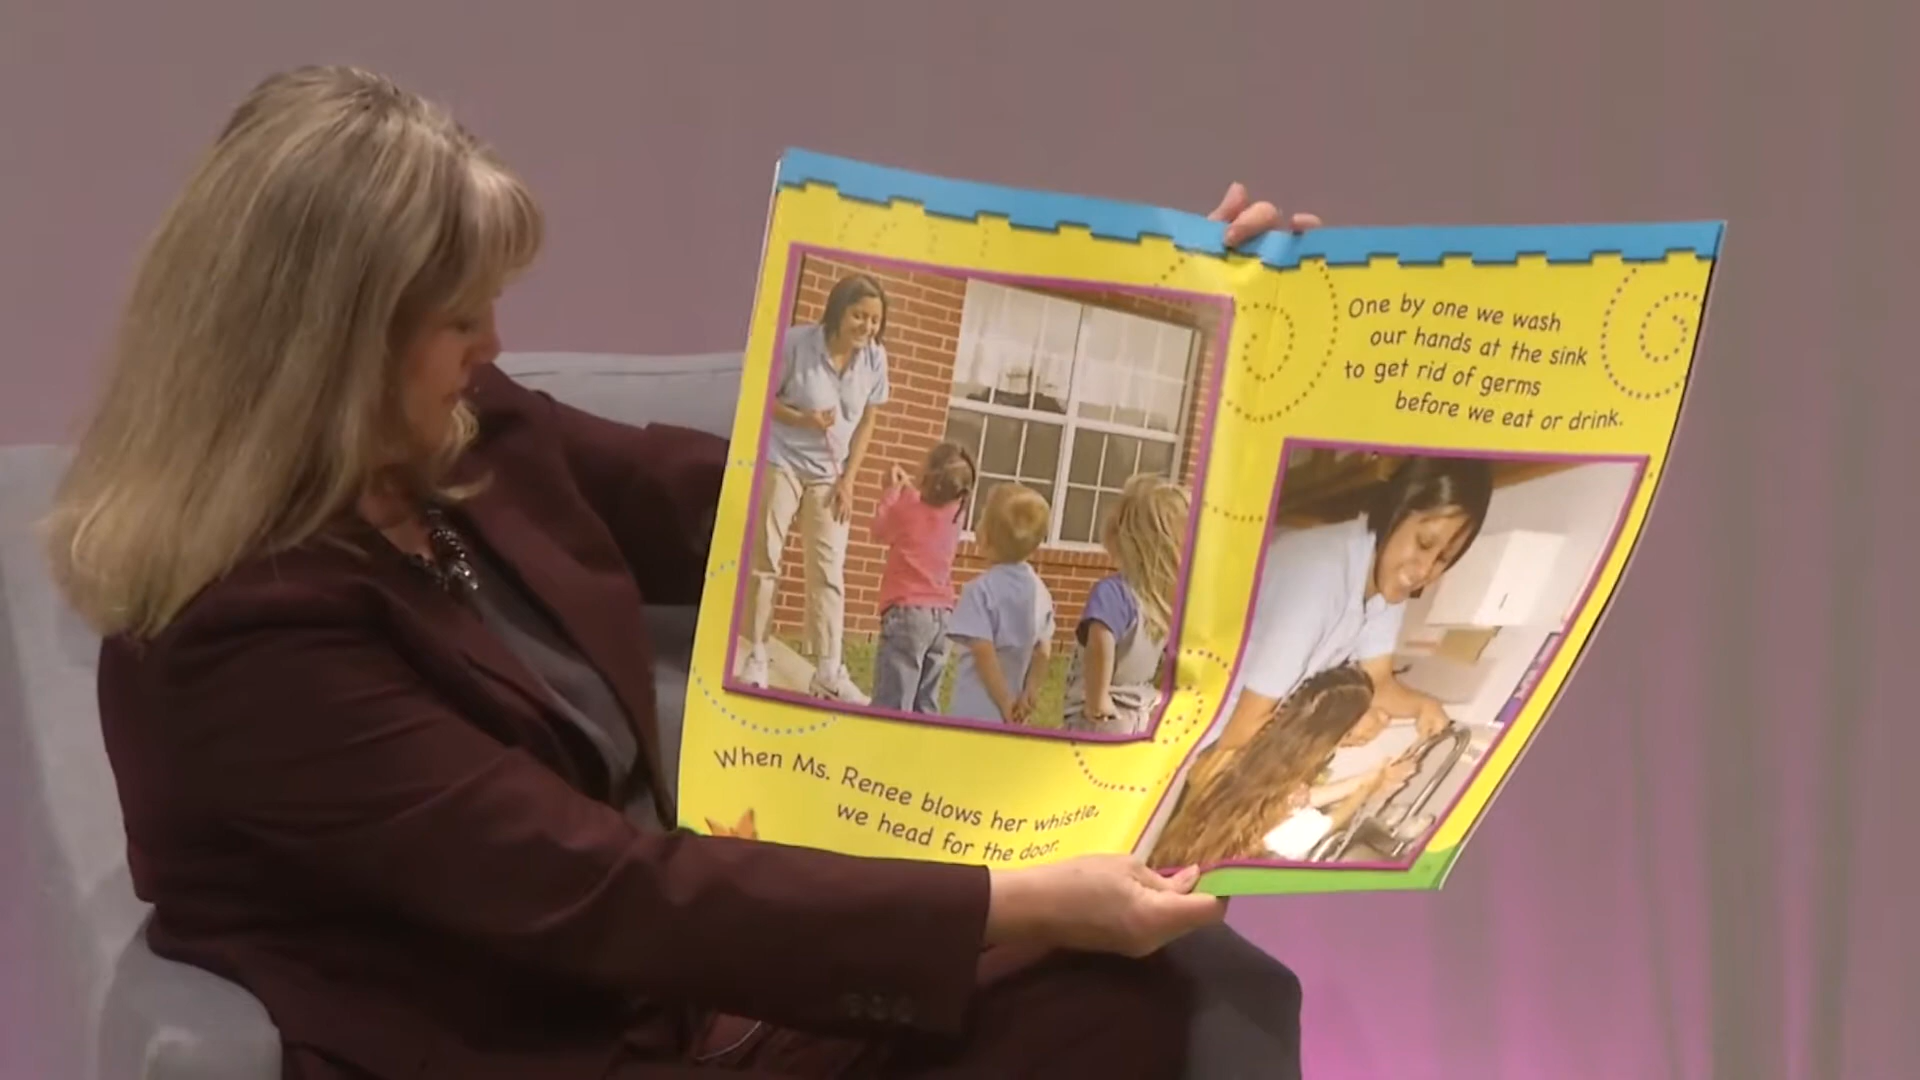 When Ms. Renee blows her whistle,
we head for the door.
One by one we wash
our hands at the sink
to get rid of germs
before we eat or drink.